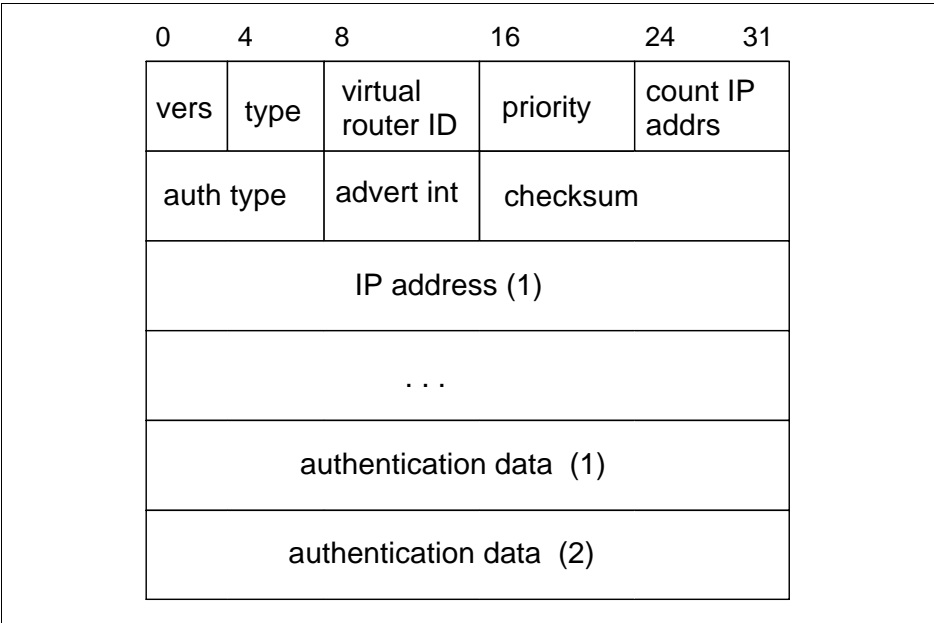 0 4 8 16 24 31
vers type virtual router ID priority count IP addrs
auth type advert int checksum
IP address (1)
. . .
authentication data (1)
authentication data (2)